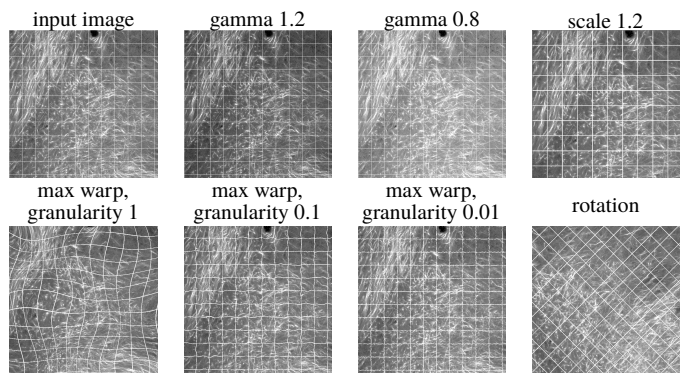 input image
gamma 1.2
gamma 0.8
scale 1.2
max warp,
granularity 1
max warp,
granularity 0.1
max warp,
granularity 0.01
rotation